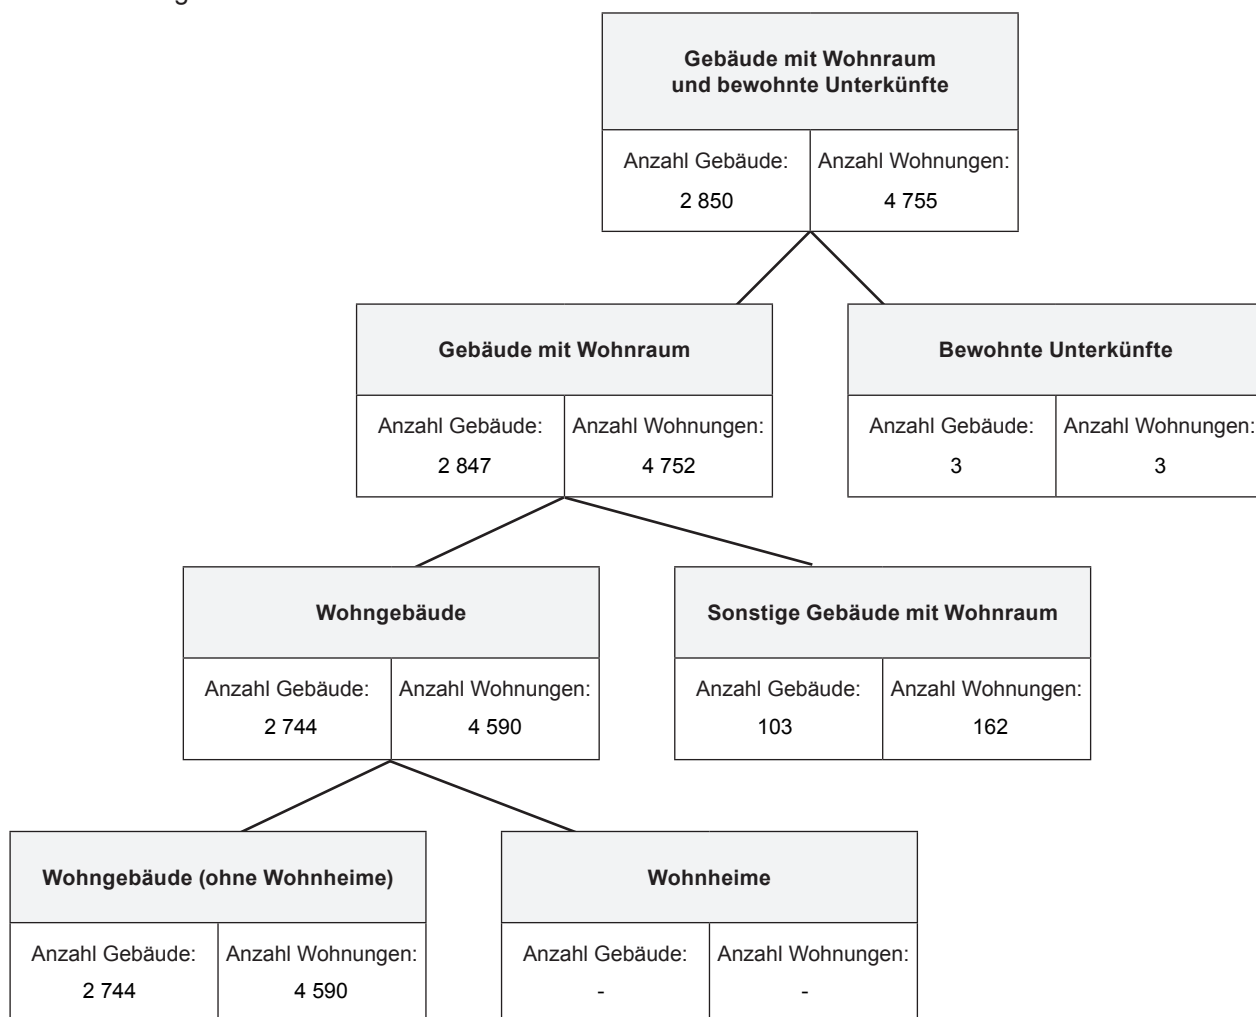 Gebäude mit Wohnraum
und bewohnte Unterkünfte
Anzahl Gebäude: Anzahl Wohnungen:
2 850 4 755
Gebäude mit Wohnraum
Anzahl Gebäude: Anzahl Wohnungen:
2 847 4 752
Bewohnte Unterkünfte
Anzahl Gebäude: Anzahl Wohnungen:
3 3
Wohngebäude
Anzahl Gebäude: Anzahl Wohnungen:
2 744 4 590
Sonstige Gebäude mit Wohnraum
Anzahl Gebäude: Anzahl Wohnungen:
103 162
Wohngebäude (ohne Wohnheime)
Anzahl Gebäude: Anzahl Wohnungen:
2 744 4 590
Wohnheime
Anzahl Gebäude: Anzahl Wohnungen:
- -